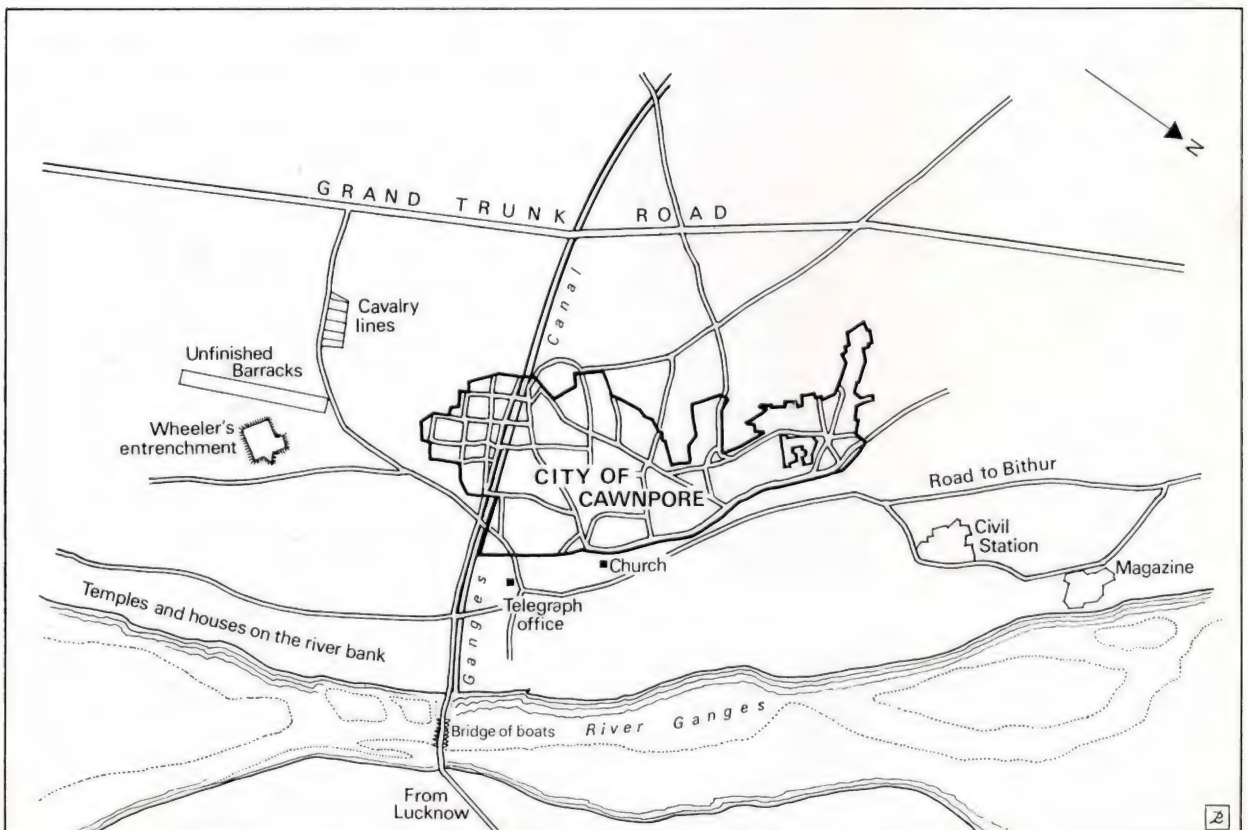 N
GRAND TRUNK ROAD
Canal
Cavalry
lines
Unfinished
Barracks
Wheeler's
entrenchment
CITY OF
CAWNPORE
Road to Bithur
Civil
Station
Church
Magazine
Telegraph
office
Ganges
Temples and houses on the river bank
River Ganges
Bridge of boats
From
Lucknow